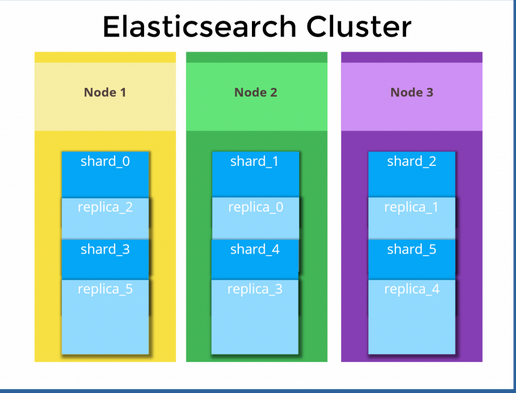 Elasticsearch Cluster
Node 1
shard_0
replica_2
shard_3
replica_5
Node 2
shard_1
replica_0
shard_4
replica_3
Node 3
shard_2
replica_1
shard_5
replica_4